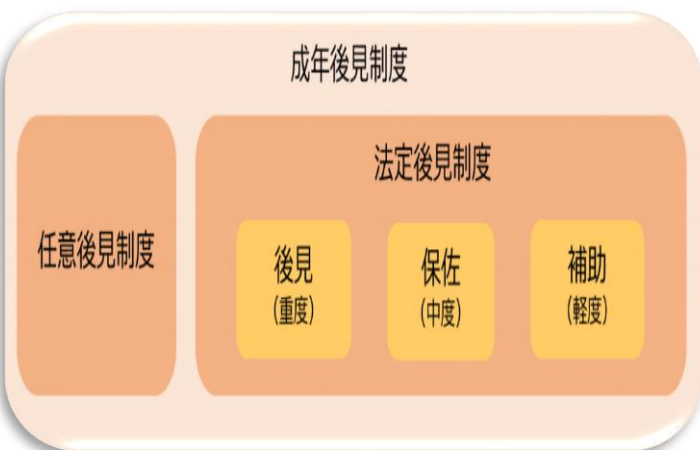 成年後見制度
任意後見制度
法定後見制度
後見
(重度)
保佐
(中度)
補助
(軽度)